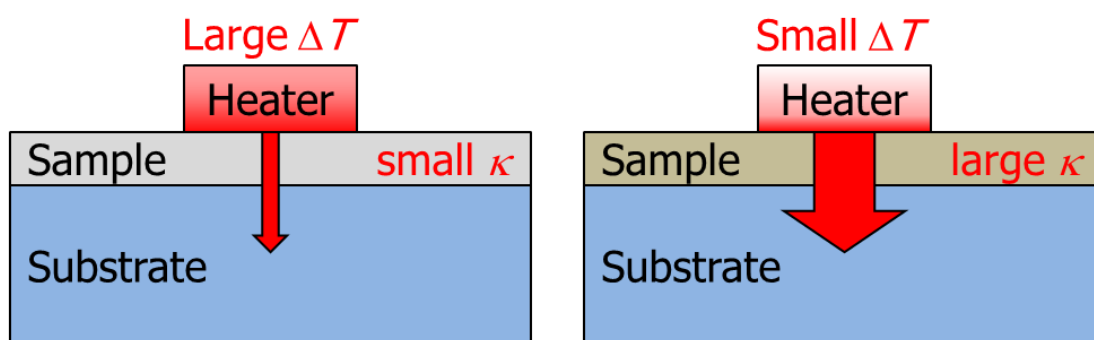 Large ΔT
Heater
Sample
small κ
Substrate
Small ΔT
Heater
Sample
large κ
Substrate